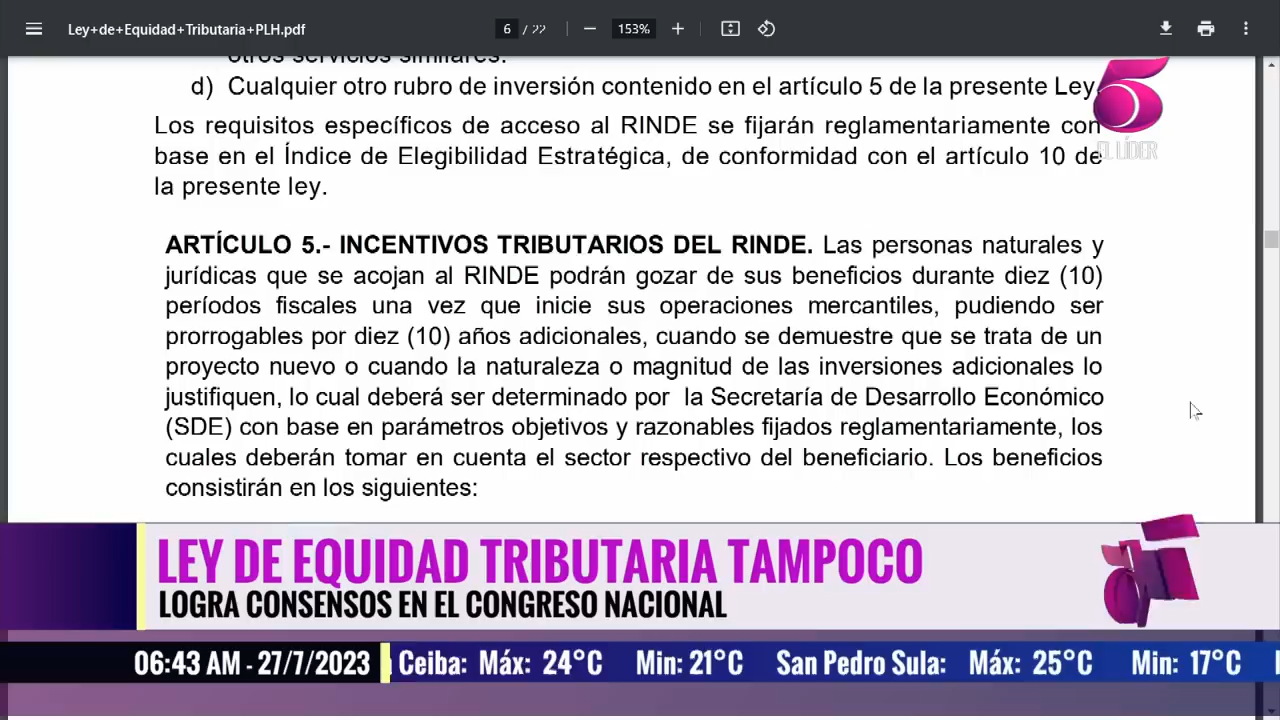 Ley+de+Equidad+Tributaria+PLH.pdf
6 / 22
153%
otros servicios similares.
d) Cualquier otro rubro de inversión contenido en el artículo 5 de la presente Ley.
Los requisitos específicos de acceso al RINDE se fijarán reglamentariamente con
base en el Índice de Elegibilidad Estratégica, de conformidad con el artículo 10 de
la presente ley.
5
EL LÍDER
ARTÍCULO 5.- INCENTIVOS TRIBUTARIOS DEL RINDE. Las personas naturales y
jurídicas que se acojan al RINDE podrán gozar de sus beneficios durante diez (10)
períodos fiscales una vez que inicie sus operaciones mercantiles, pudiendo ser
prorrogables por diez (10) años adicionales, cuando se demuestre que se trata de un
proyecto nuevo o cuando la naturaleza o magnitud de las inversiones adicionales lo
justifiquen, lo cual deberá ser determinado por la Secretaría de Desarrollo Económico
(SDE) con base en parámetros objetivos y razonables fijados reglamentariamente, los
cuales deberán tomar en cuenta el sector respectivo del beneficiario. Los beneficios
consistirán en los siguientes:
LEY DE EQUIDAD TRIBUTARIA TAMPOCO
LOGRA CONSENSOS EN EL CONGRESO NACIONAL
06:43 AM - 27/7/2023
Ceiba: Máx: 24°C Min: 21°C San Pedro Sula: Máx: 25°C Min: 17°C